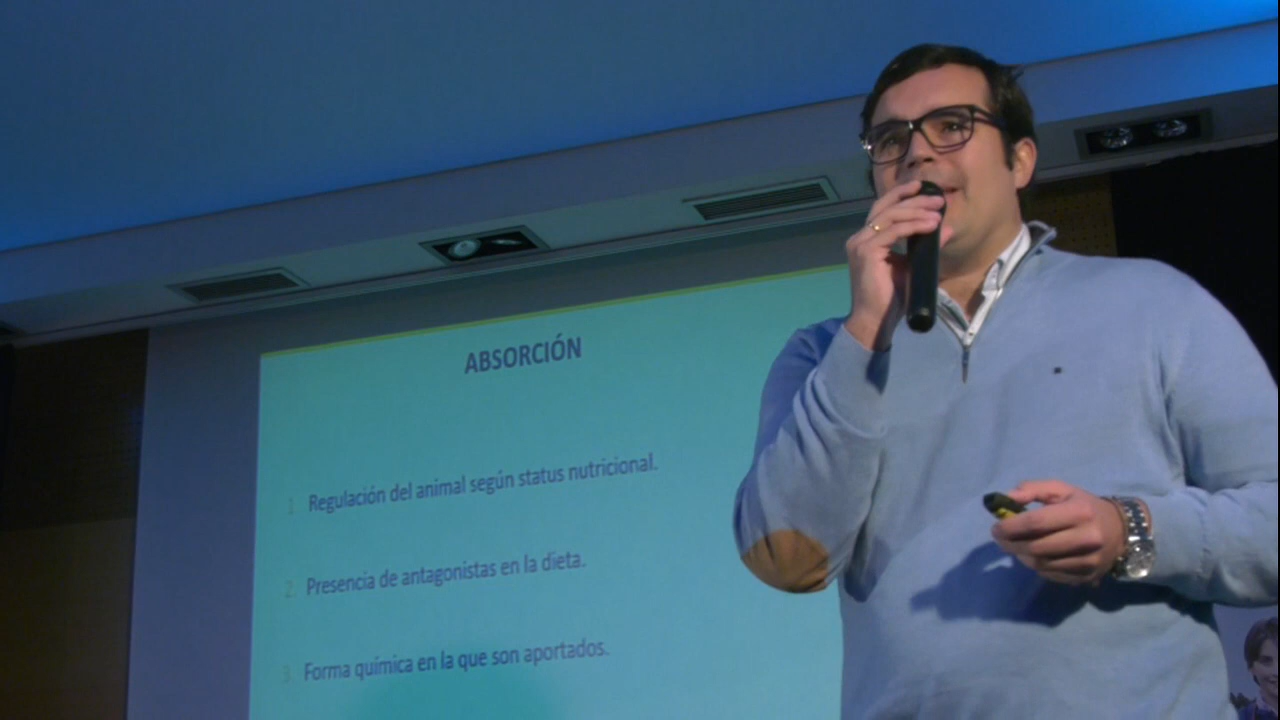 ABSORCIÓN
1. Regulación del animal según status nutricional.
2. Presencia de antagonistas en la dieta.
3. Forma química en la que son aportados.